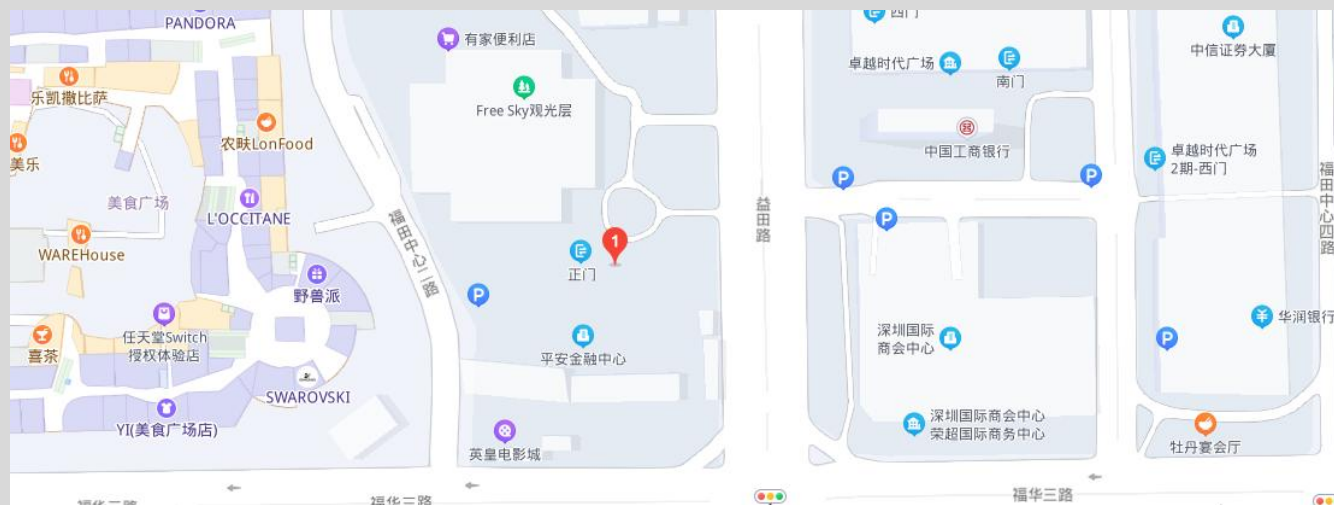 PANDORA
有家便利店
西门
卓越时代广场
南门
中信证券大厦
乐凯撒比萨
Free Sky观光层
农畉LonFood
中国工商银行
美乐
卓越时代广场
2期-西门
福田中心四路
美食广场
L'OCCITANE
益田路
福田中心二路
WAREHouse
1
正门
P
P
P
P
P
野兽派
任天堂Switch
授权体验店
喜茶
平安金融中心
深圳国际
商会中心
华润银行
SWAROVSKI
YI(美食广场店)
深圳国际商会中心
荣超国际商务中心
英皇电影城
牡丹宴会厅
福华三路
福华三路
福华三路